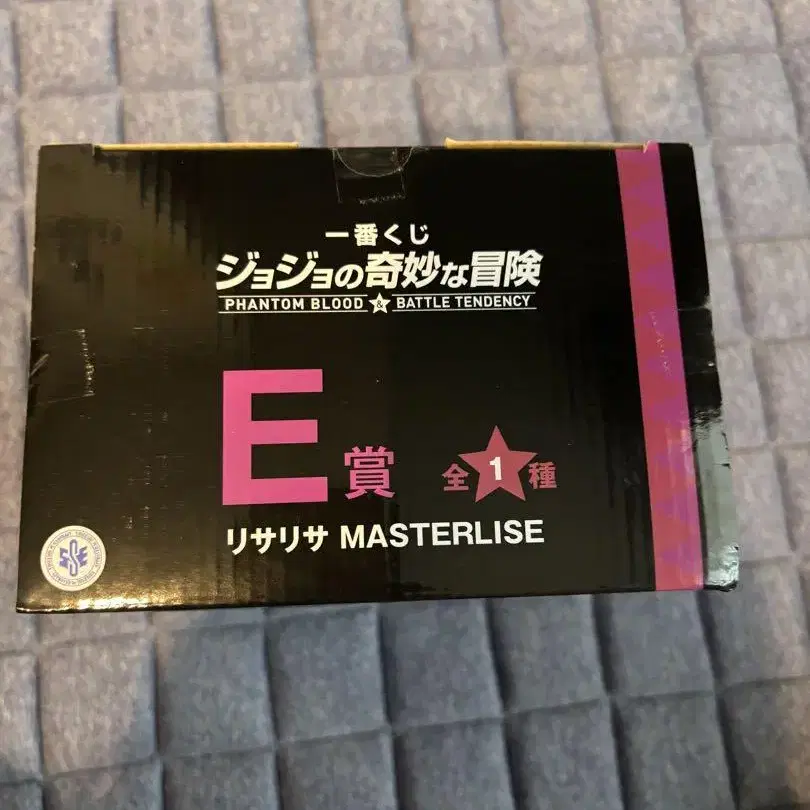 一番くじ
ジョジョの奇妙な冒険
PHANTOM BLOOD & BATTLE TENDENCY
E賞 全1種
リサリサ MASTERLISE